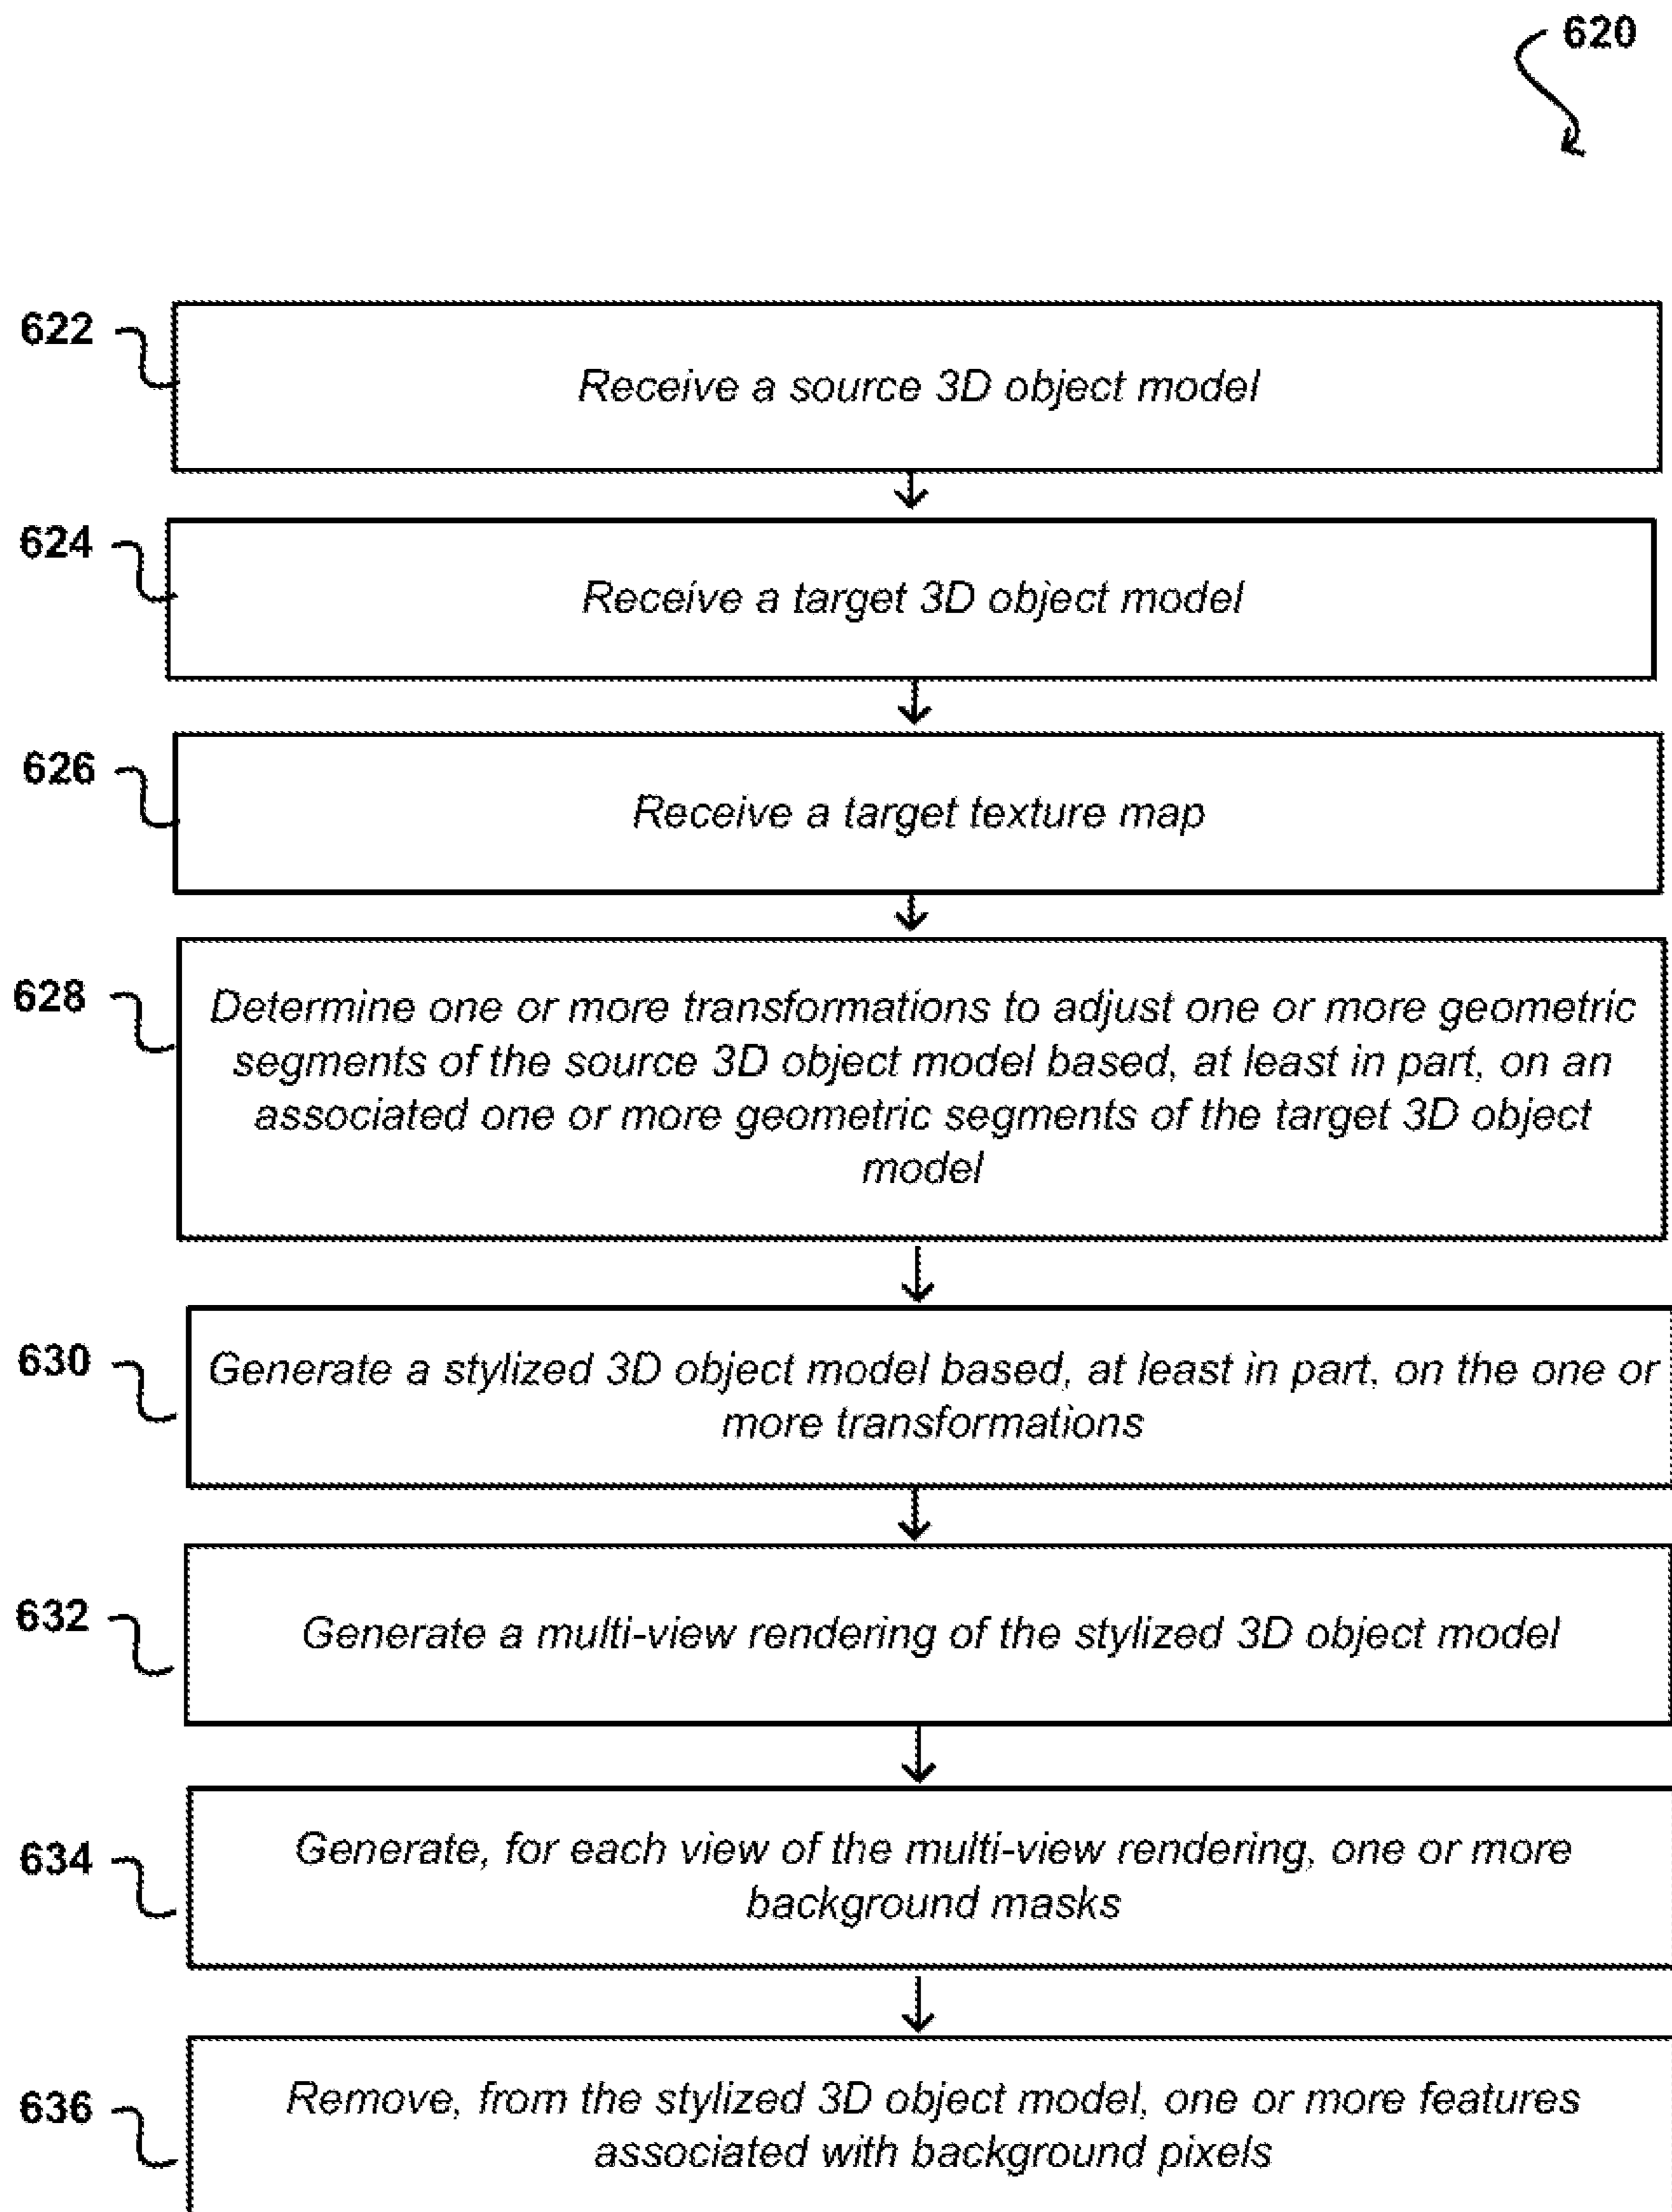 620
622
Receive a source 3D object model
624
Receive a target 3D object model
626
Receive a target texture map
628
Determine one or more transformations to adjust one or more geometric
segments of the source 3D object model based, at least in part, on an
associated one or more geometric segments of the target 3D object
model
630
Generate a stylized 3D object model based, at least in part, on the one or
more transformations
632
Generate a multi-view rendering of the stylized 3D object model
634
Generate, for each view of the multi-view rendering, one or more
background masks
636
Remove, from the stylized 3D object model, one or more features
associated with background pixels